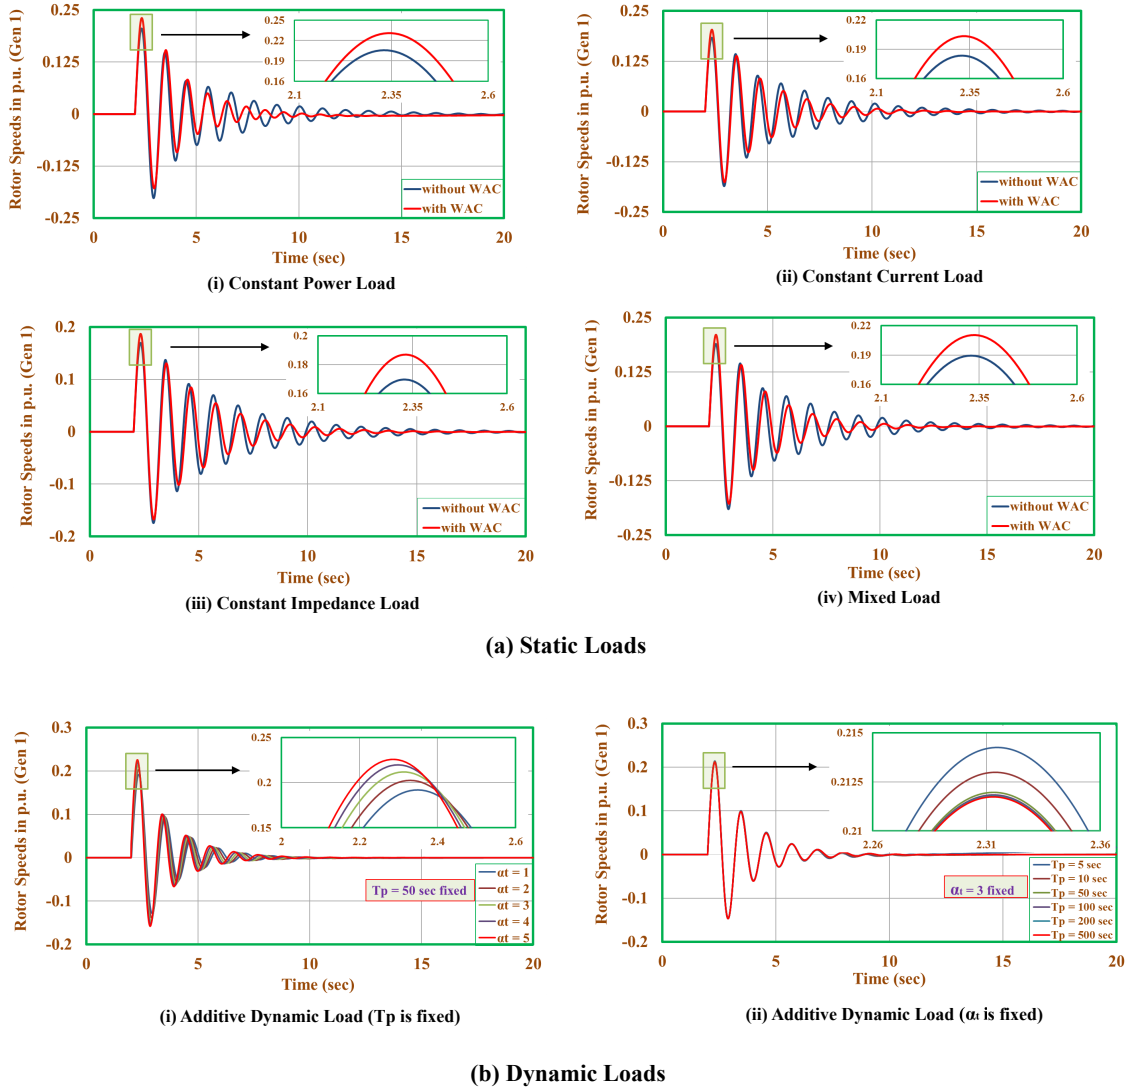 Rotor Speeds in p.u. (Gen 1)
0.25
0.125
0
-0.125
-0.25
0.25
0.22
0.19
0.16
2.1 2.35 2.6
without WAC
with WAC
0 5 10 15 20
Time (sec)
(i) Constant Power Load
Rotor Speeds in p.u. (Gen 1)
0.25
0.125
0
-0.125
-0.25
0.22
0.19
0.16
2.1 2.35 2.6
without WAC
with WAC
0 5 10 15 20
Time (sec)
(ii) Constant Current Load
Rotor Speeds in p.u. (Gen 1)
0.2
0.1
0
-0.1
-0.2
0.2
0.18
0.16
2.1 2.35 2.6
without WAC
with WAC
0 5 10 15 20
Time (sec)
(iii) Constant Impedance Load
Rotor Speeds in p.u. (Gen 1)
0.25
0.125
0
-0.125
-0.25
0.22
0.19
0.16
2.1 2.35 2.6
without WAC
with WAC
0 5 10 15 20
Time (sec)
(iv) Mixed Load
(a) Static Loads
Rotor Speeds in p.u. (Gen 1)
0.3
0.2
0.1
0
-0.1
-0.2
0.25
0.2
0.15
2 2.2 2.4 2.6
Tp = 50 sec fixed
αt = 1
αt = 2
αt = 3
αt = 4
αt = 5
0 5 10 15 20
Time (sec)
(i) Additive Dynamic Load (Tp is fixed)
Rotor Speeds in p.u. (Gen 1)
0.3
0.2
0.1
0
-0.1
-0.2
0.215
0.2125
0.21
2.26 2.31 2.36
αt = 3 fixed
Tp = 5 sec
Tp = 10 sec
Tp = 50 sec
Tp = 100 sec
Tp = 200 sec
Tp = 500 sec
0 5 10 15 20
Time (sec)
(ii) Additive Dynamic Load (αt is fixed)
(b) Dynamic Loads